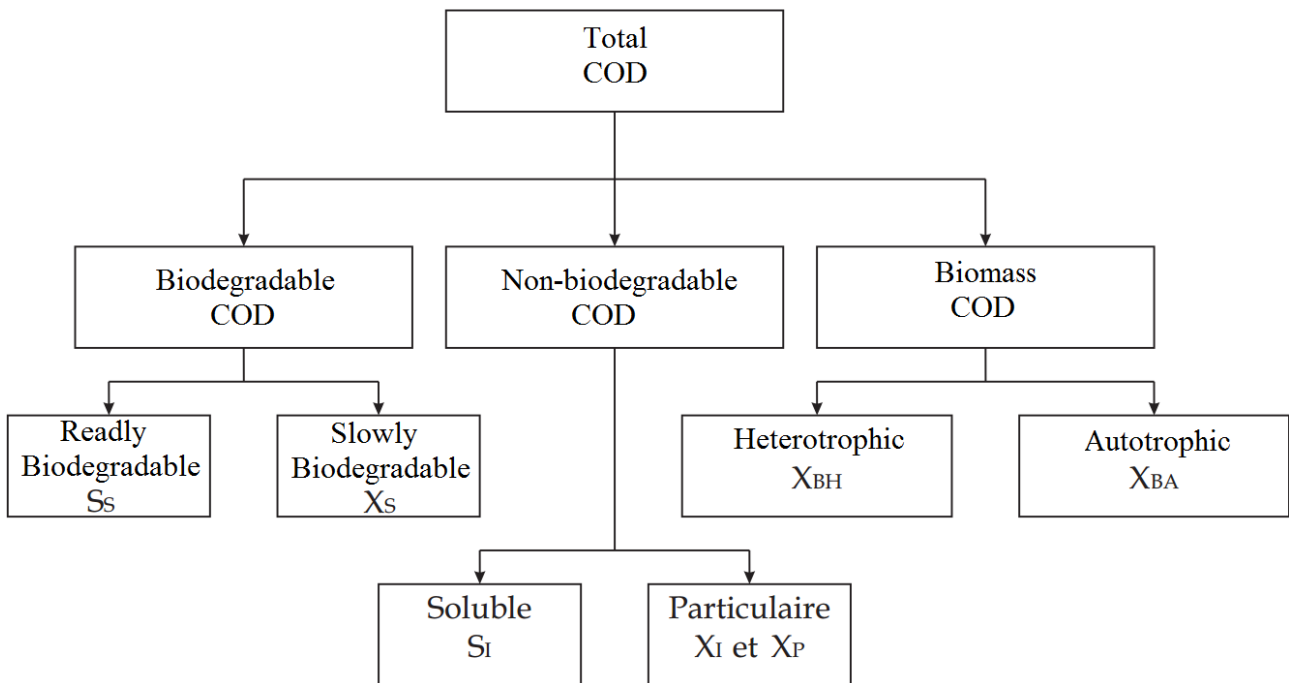 Total
COD
Biodegradable
COD
Non-biodegradable
COD
Biomass
COD
Readly
Biodegradable
SS
Slowly
Biodegradable
XS
Heterotrophic
XBH
Autotrophic
XBA
Soluble
SI
Particulaire
XI et XP